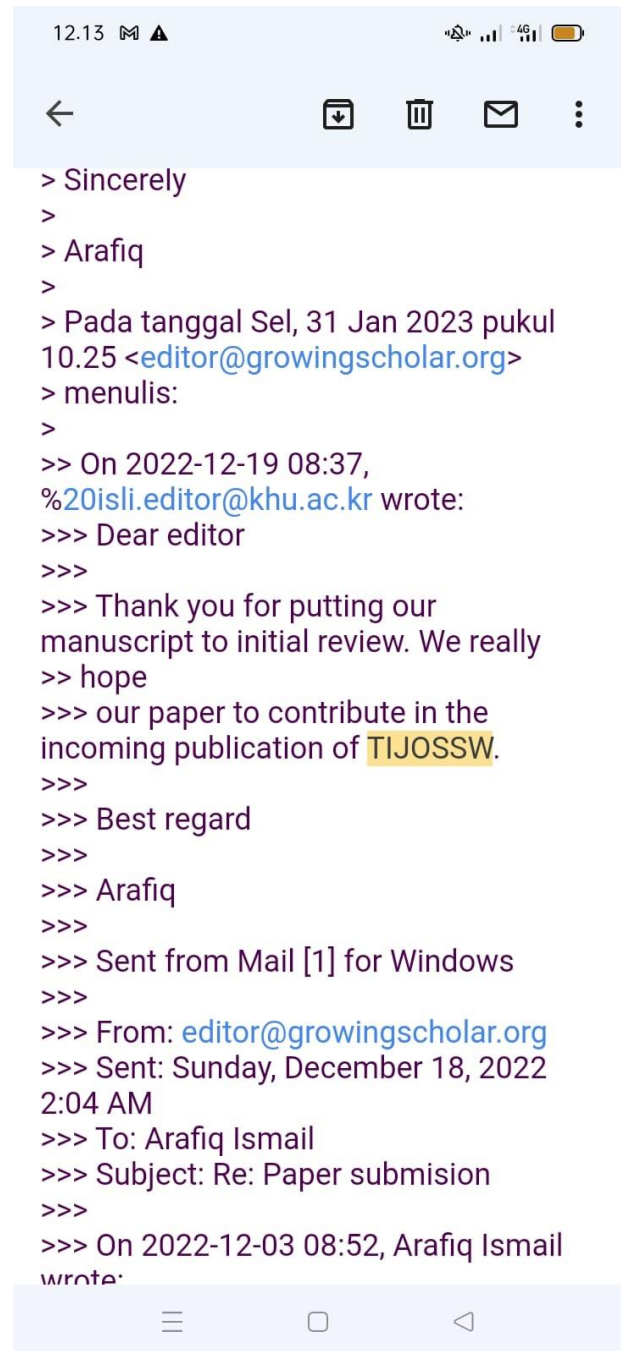 12.13
4G
> Sincerely
>
> Arafiq
>
> Pada tanggal Sel, 31 Jan 2023 pukul
10.25 <editor@growingscholar.org>
> menulis:
>
>> On 2022-12-19 08:37,
%20isli.editor@khu.ac.kr wrote:
>>> Dear editor
>>>
>>> Thank you for putting our
manuscript to initial review. We really
>> hope
>>> our paper to contribute in the
incoming publication of TIJOSSW.
>>>
>>> Best regard
>>>
>>> Arafiq
>>>
>>> Sent from Mail [1] for Windows
>>>
>>> From: editor@growingscholar.org
>>> Sent: Sunday, December 18, 2022
2:04 AM
>>> To: Arafiq Ismail
>>> Subject: Re: Paper submision
>>>
>>> On 2022-12-03 08:52, Arafiq Ismail
wrote: